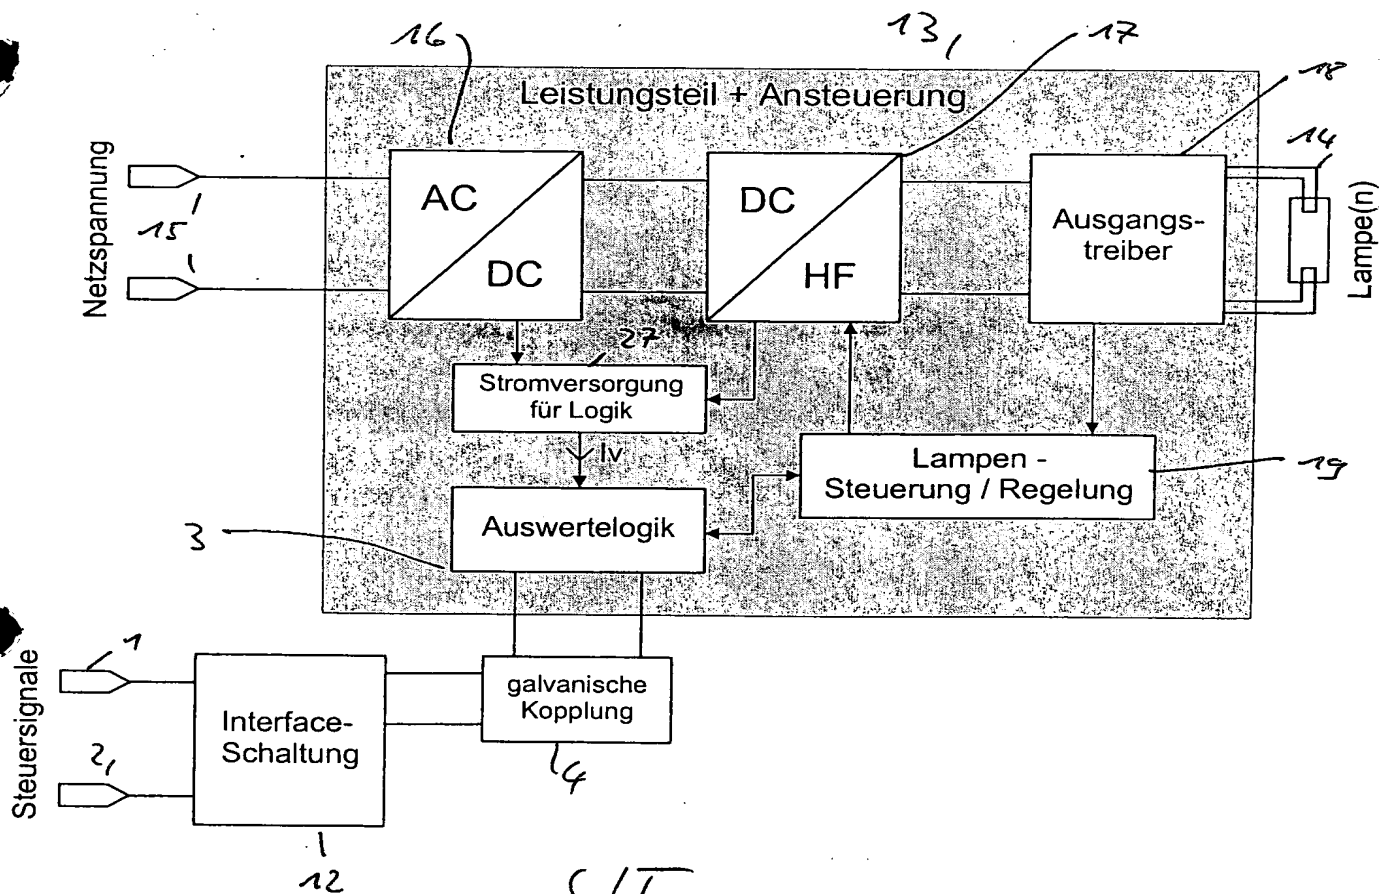 16
13
17
Leistungsteil + Ansteuerung
18
14
Netzspannung
15
AC
DC
DC
HF
Ausgangs-
treiber
Lampe(n)
27
Stromversorgung
für Logik
Iv
Lampen -
Steuerung / Regelung
19
Auswertelogik
3
Steuersignale
1
2
Interface-
Schaltung
galvanische
Kopplung
4
12